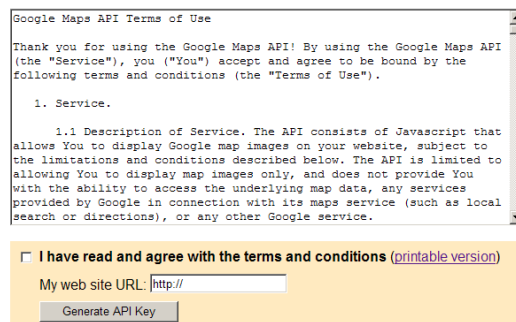 Google Maps API Terms of Use
Thank you for using the Google Maps API! By using the Google Maps API
(the "Service"), you ("You") accept and agree to be bound by the
following terms and conditions (the "Terms of Use").
1. Service.
1.1 Description of Service. The API consists of Javascript that
allows You to display Google map images on your website, subject to
the limitations and conditions described below. The API is limited to
allowing You to display map images only, and does not provide You
with the ability to access the underlying map data, any services
provided by Google in connection with its maps service (such as local
search or directions), or any other Google service.
I have read and agree with the terms and conditions (printable version)
My web site URL: http://
Generate API Key